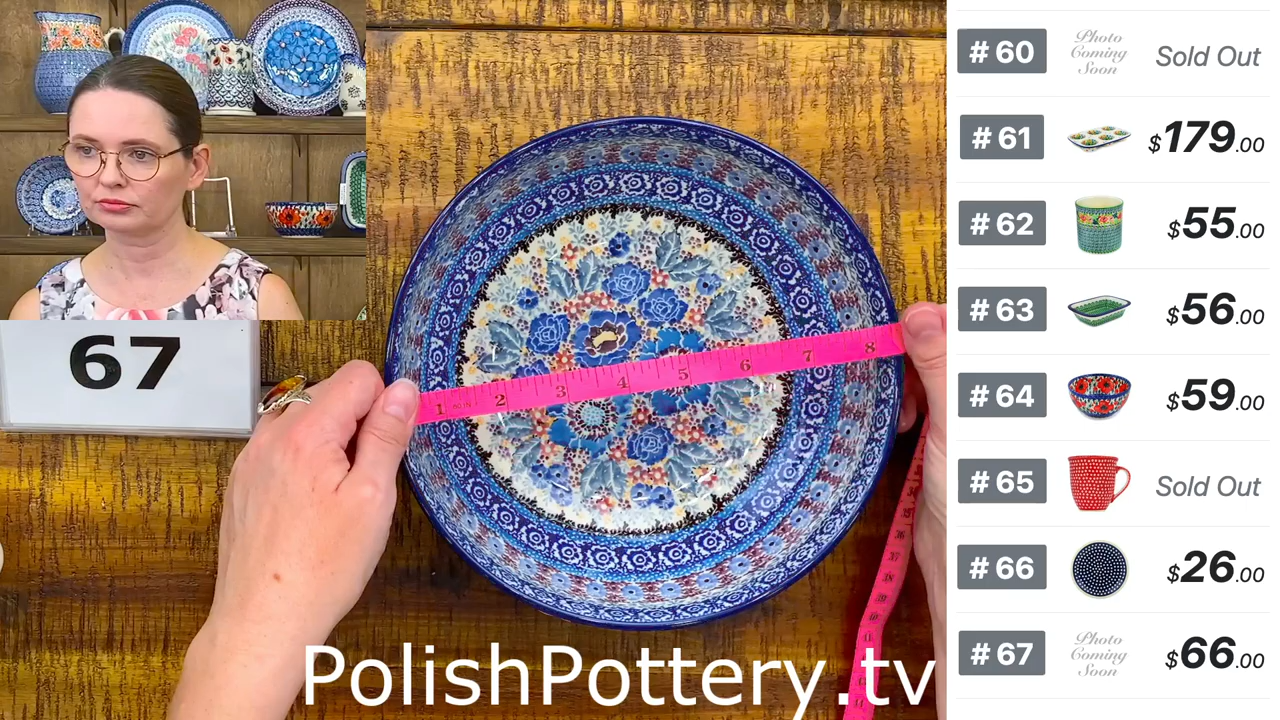 67
1 60 IN 2 3 4 5 6 7 8
PolishPottery.tv
# 60 Photo Coming Soon Sold Out
# 61 $179.00
# 62 $55.00
# 63 $56.00
# 64 $59.00
# 65 Sold Out
# 66 $26.00
# 67 Photo Coming Soon $66.00